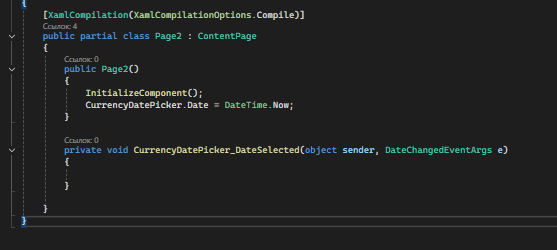 {
[XamlCompilation(XamlCompilationOptions.Compile)]
Ссылок: 4
public partial class Page2 : ContentPage
{
Ссылок: 0
public Page2()
{
InitializeComponent();
CurrencyDatePicker.Date = DateTime.Now;
}
Ссылок: 0
private void CurrencyDatePicker_DateSelected(object sender, DateChangedEventArgs e)
{
}
}
}